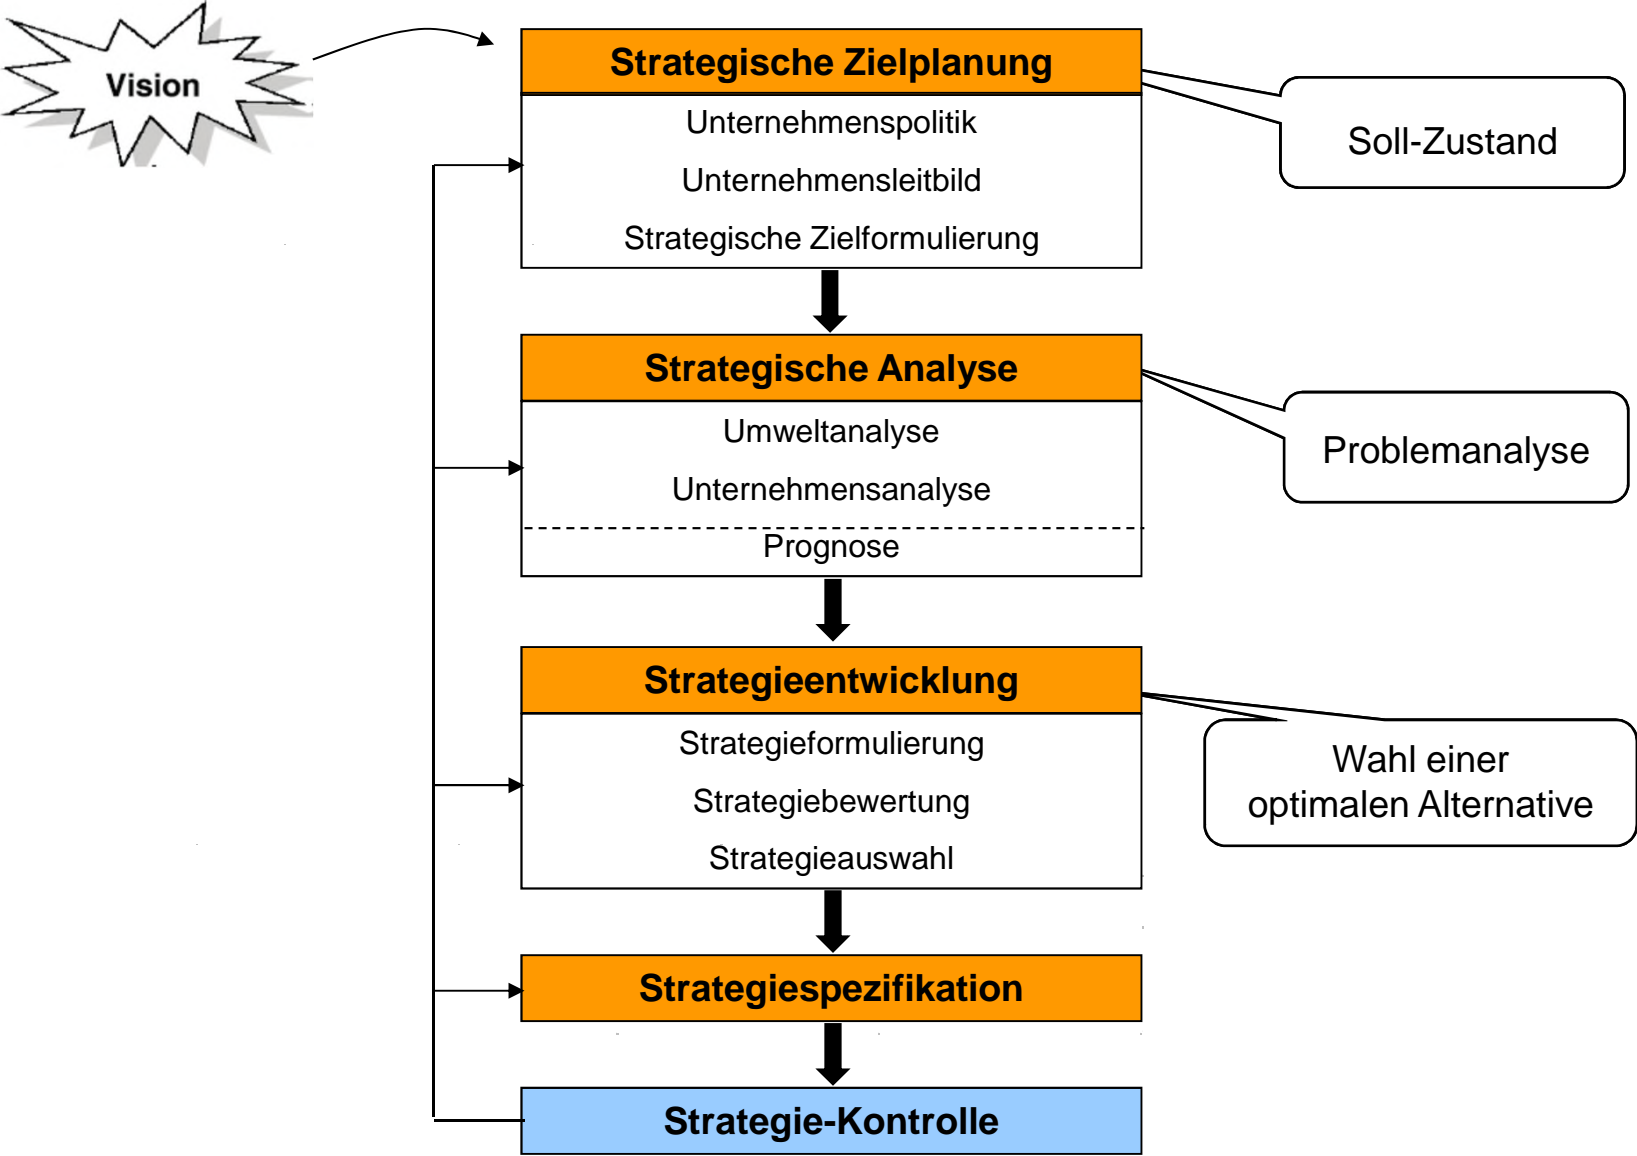 Vision
Strategische Zielplanung
Unternehmenspolitik
Unternehmensleitbild
Strategische Zielformulierung
Soll-Zustand
Strategische Analyse
Umweltanalyse
Unternehmensanalyse
Prognose
Problemanalyse
Strategieentwicklung
Strategieformulierung
Strategiebewertung
Strategieauswahl
Wahl einer
optimalen Alternative
Strategiespezifikation
Strategie-Kontrolle